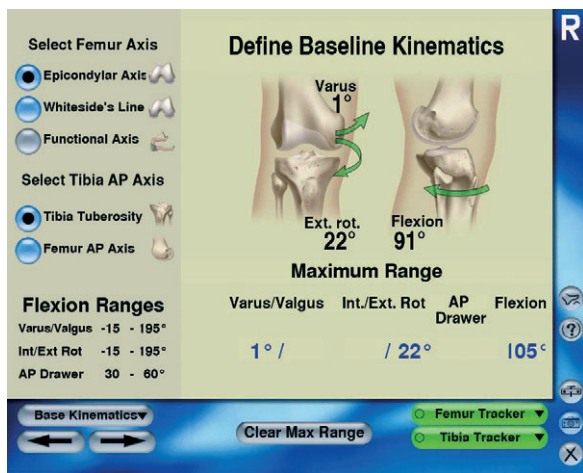 R
Select Femur Axis
Epicondylar Axis
Whiteside's Line
Functional Axis
Select Tibia AP Axis
Tibia Tuberosity
Femur AP Axis
Flexion Ranges
Varus/Valgus -15 - 195°
Int/Ext Rot -15 - 195°
AP Drawer 30 - 60°
Define Baseline Kinematics
Varus
1°
Ext. rot.
22°
Flexion
91°
Maximum Range
Varus/Valgus Int./Ext. Rot AP Drawer Flexion
1° / / 22° 105°
Base Kinematics
Clear Max Range
Femur Tracker
Tibia Tracker
?
X